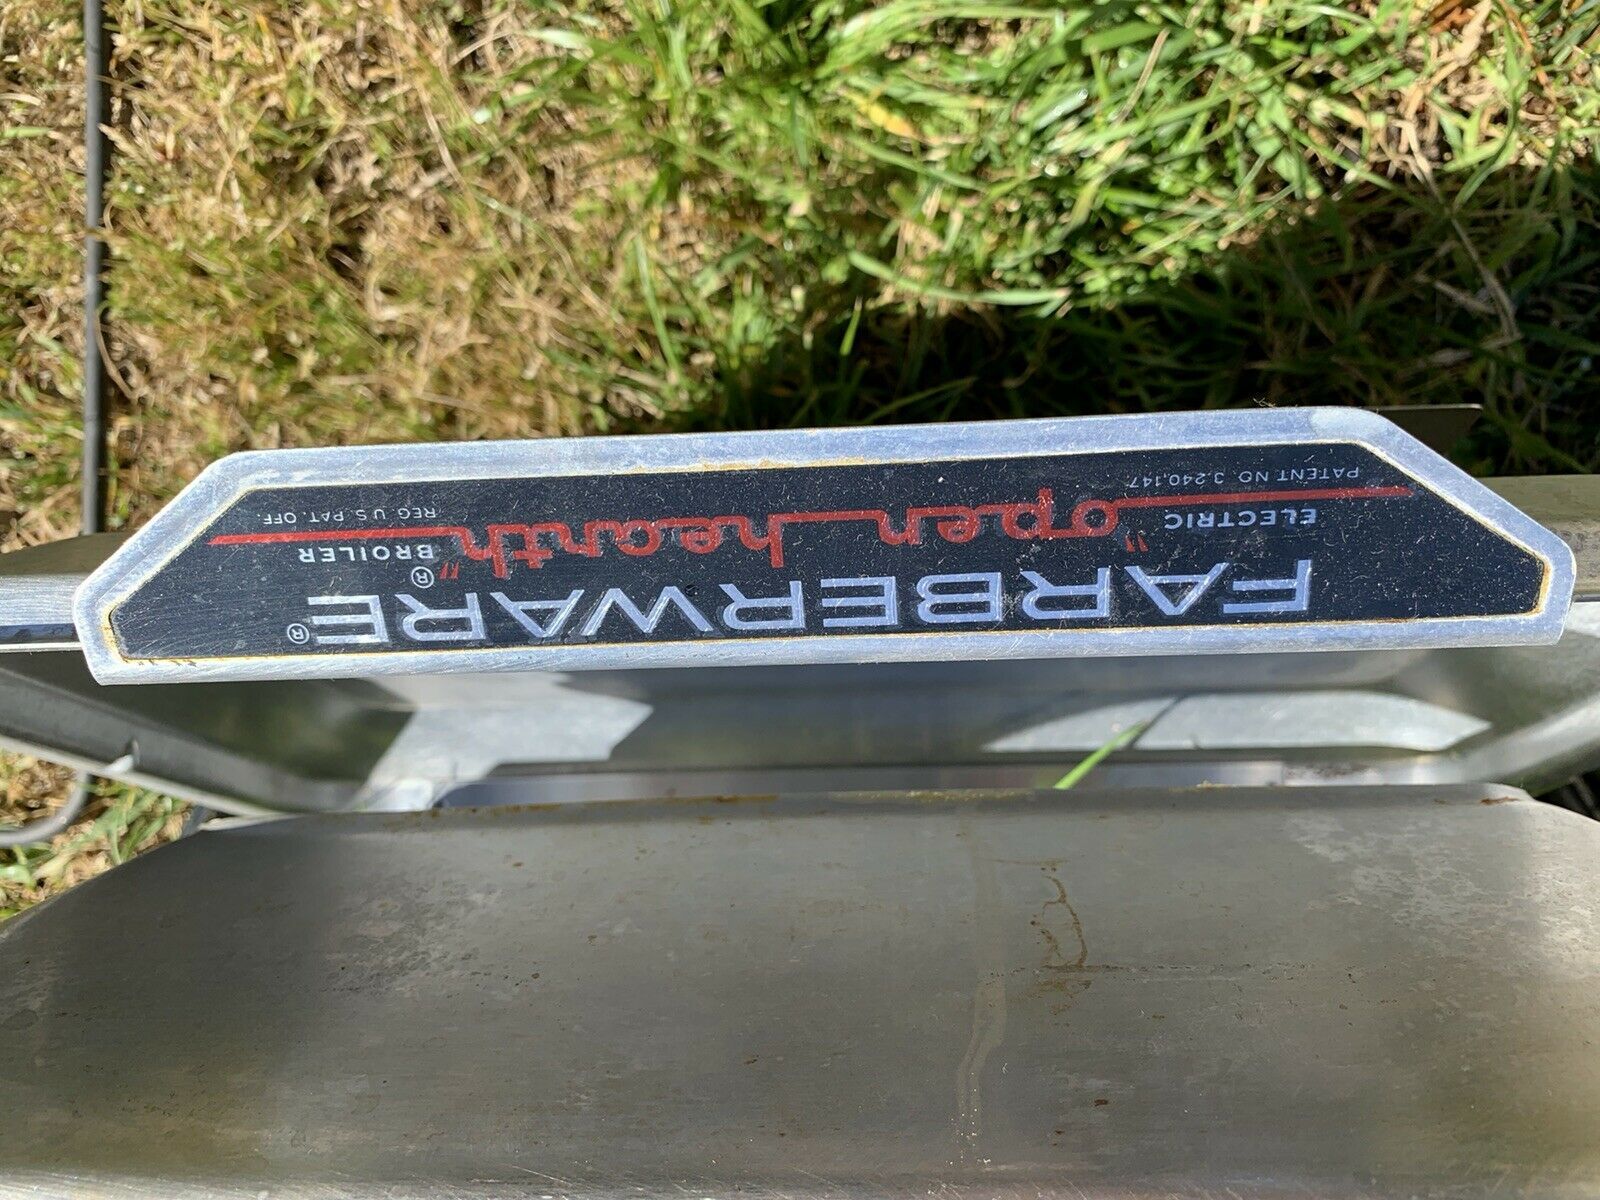 FARBERWARE®
ELECTRIC "open hearth"® BROILER
PATENT NO. 3,240,147 REG. U.S. PAT. OFF.